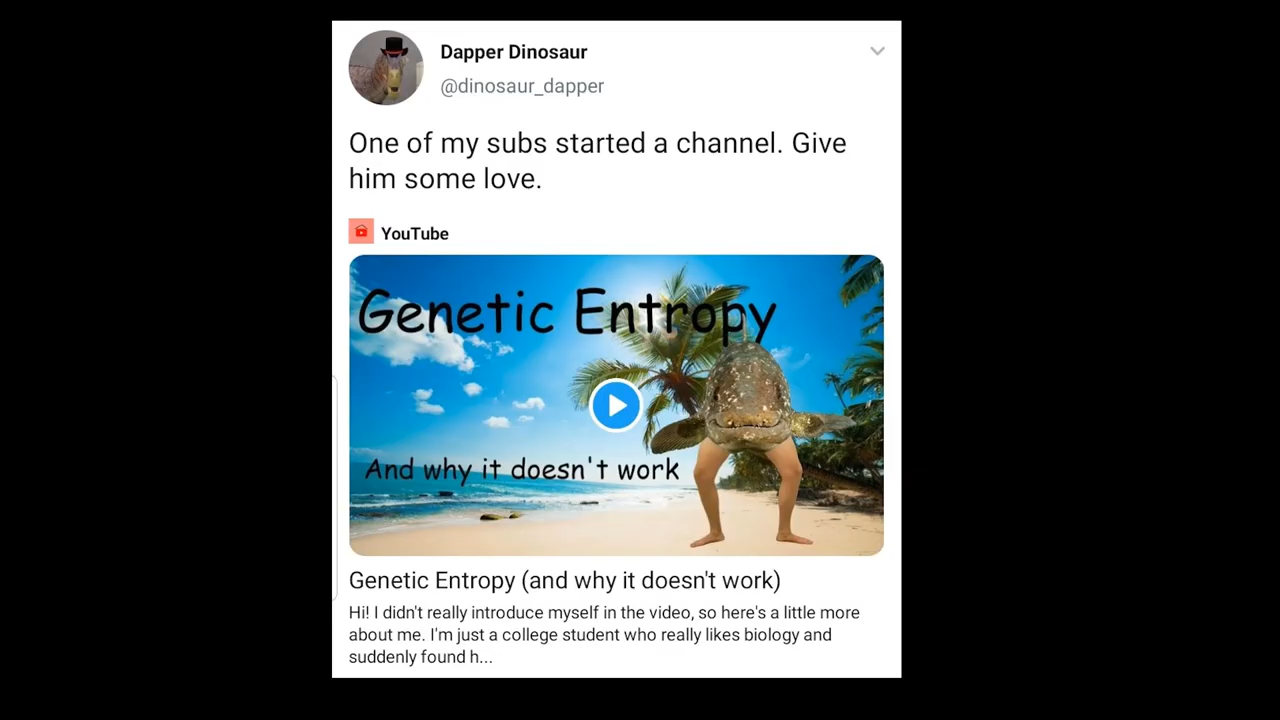 Dapper Dinosaur
@dinosaur_dapper
One of my subs started a channel. Give
him some love.
YouTube
Genetic Entropy
And why it doesn't work
Genetic Entropy (and why it doesn't work)
Hi! I didn't really introduce myself in the video, so here's a little more
about me. I'm just a college student who really likes biology and
suddenly found h...